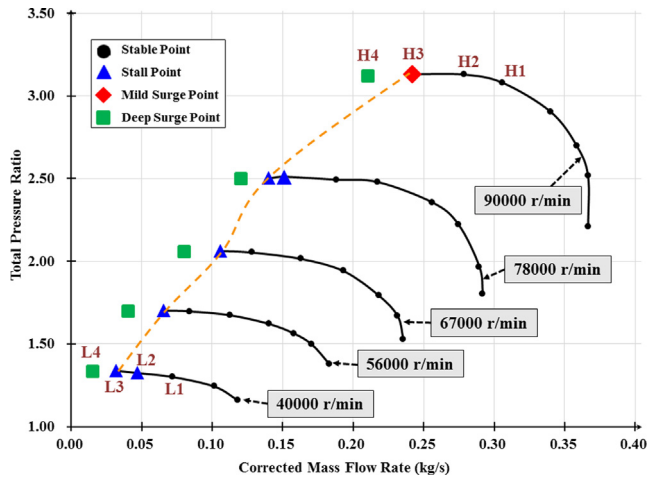 3.50
3.00
2.50
2.00
1.50
1.00
Total Pressure Ratio
Stable Point
Stall Point
Mild Surge Point
Deep Surge Point
H4
H3
H2
H1
90000 r/min
78000 r/min
67000 r/min
56000 r/min
40000 r/min
L4
L3
L2
L1
0.00 0.05 0.10 0.15 0.20 0.25 0.30 0.35 0.40
Corrected Mass Flow Rate (kg/s)